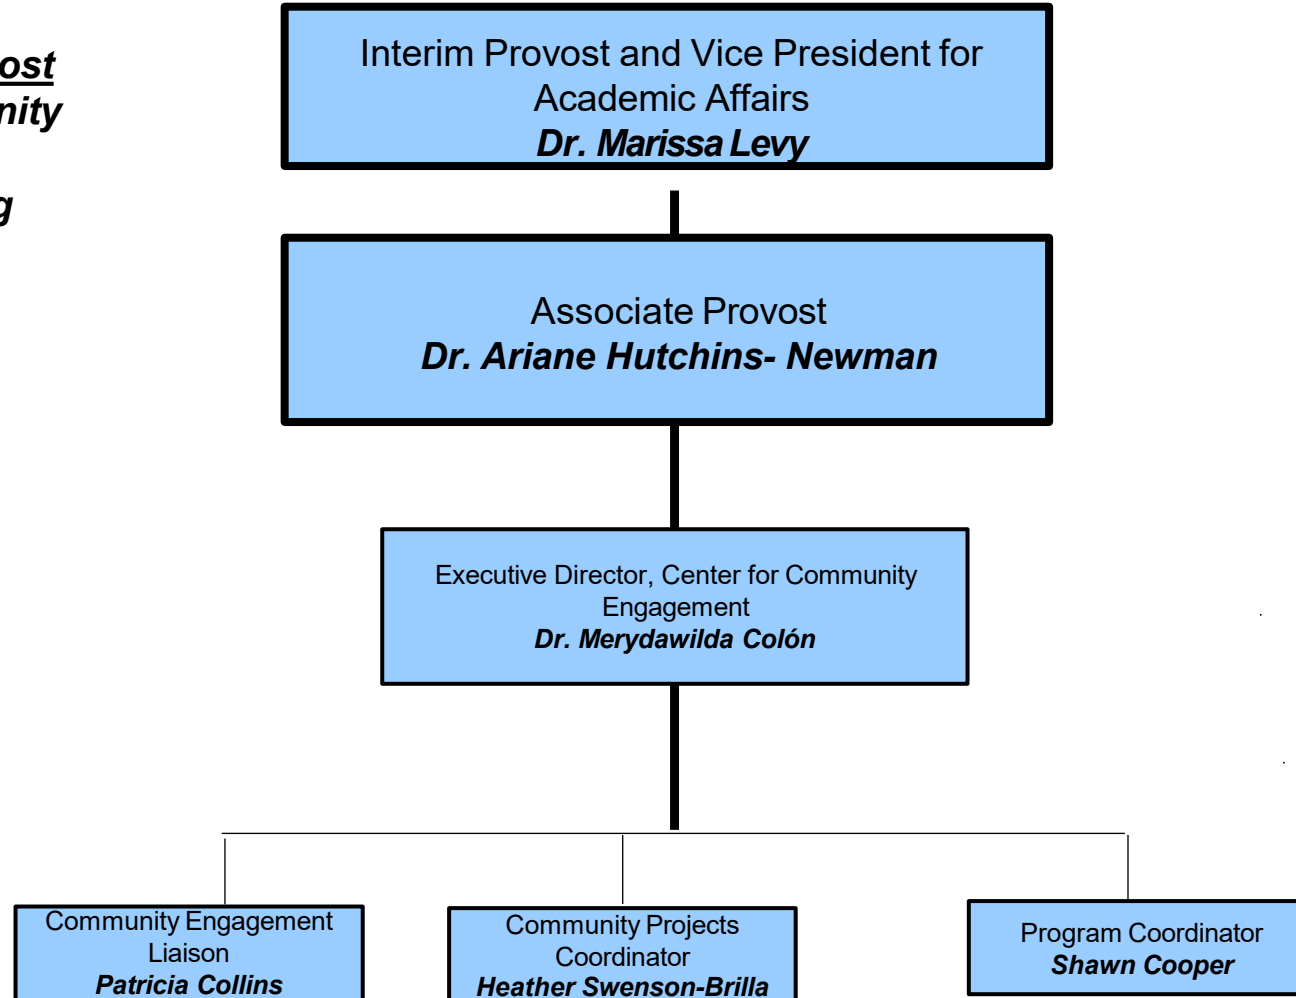 ost
nity
g
Interim Provost and Vice President for
Academic Affairs
Dr. Marissa Levy
Associate Provost
Dr. Ariane Hutchins- Newman
Executive Director, Center for Community
Engagement
Dr. Merydawilda Colón
Community Engagement
Liaison
Patricia Collins
Community Projects
Coordinator
Heather Swenson-Brilla
Program Coordinator
Shawn Cooper